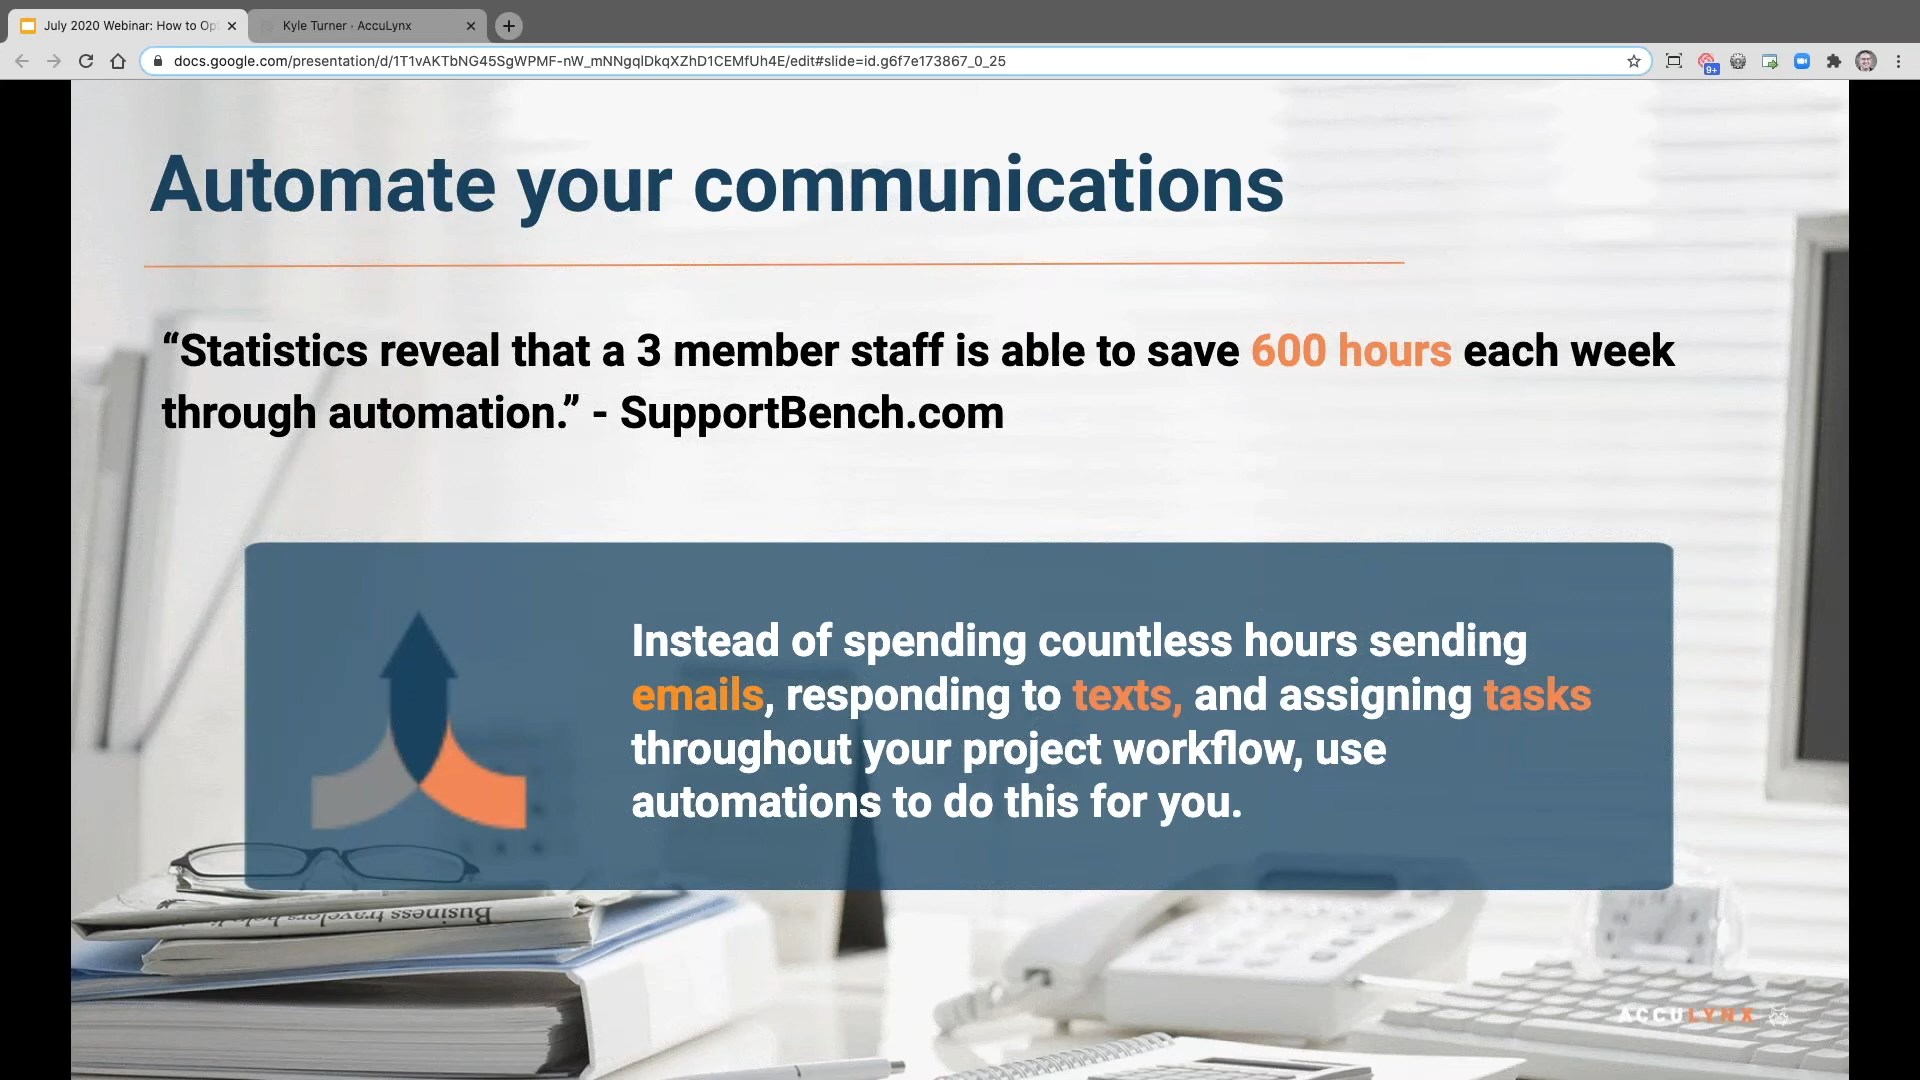 July 2020 Webinar: How to Op
Kyle Turner · AccuLynx
docs.google.com/presentation/d/1T1vAKTbNG45SgWPMF-nW_mNNgqlDkqXZhD1CEMfUh4E/edit#slide=id.g6f7e173867_0_25
9+
Automate your communications
“Statistics reveal that a 3 member staff is able to save 600 hours each week
through automation.” - SupportBench.com
Instead of spending countless hours sending
emails, responding to texts, and assigning tasks
throughout your project workflow, use
automations to do this for you.
Business travelers
ACCULYNX